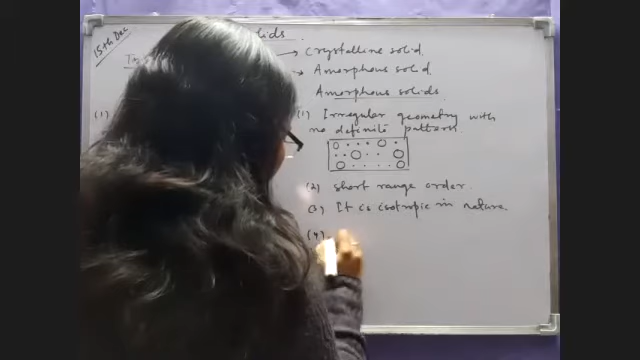 15th Dec
lids
→ Crystalline solid.
→ Amorphous solid.
Amorphous solids
(1)
(1) Irregular geometry with
no definite pattern.
(2) short range order.
(3) It is isotropic in nature.
(4)